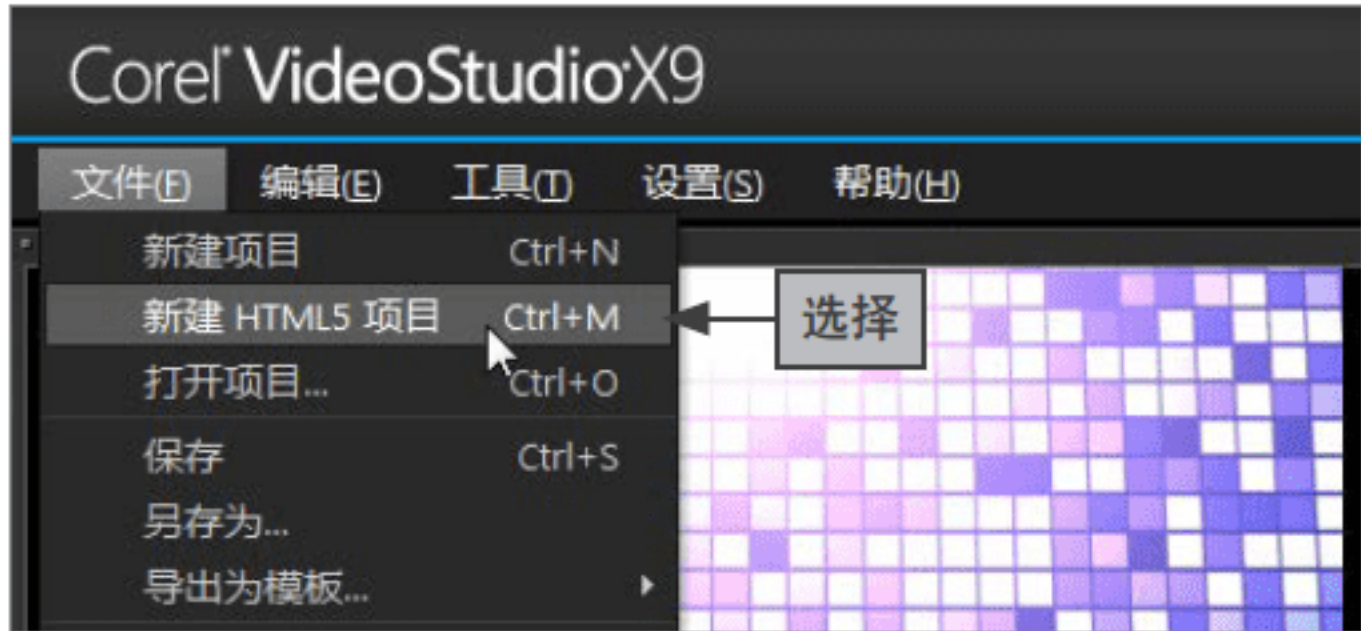 Corel VideoStudio X9
文件(F) 编辑(E) 工具(T) 设置(S) 帮助(H)
新建项目 Ctrl+N
新建 HTML5 项目 Ctrl+M 选择
打开项目... Ctrl+O
保存 Ctrl+S
另存为...
导出为模板...